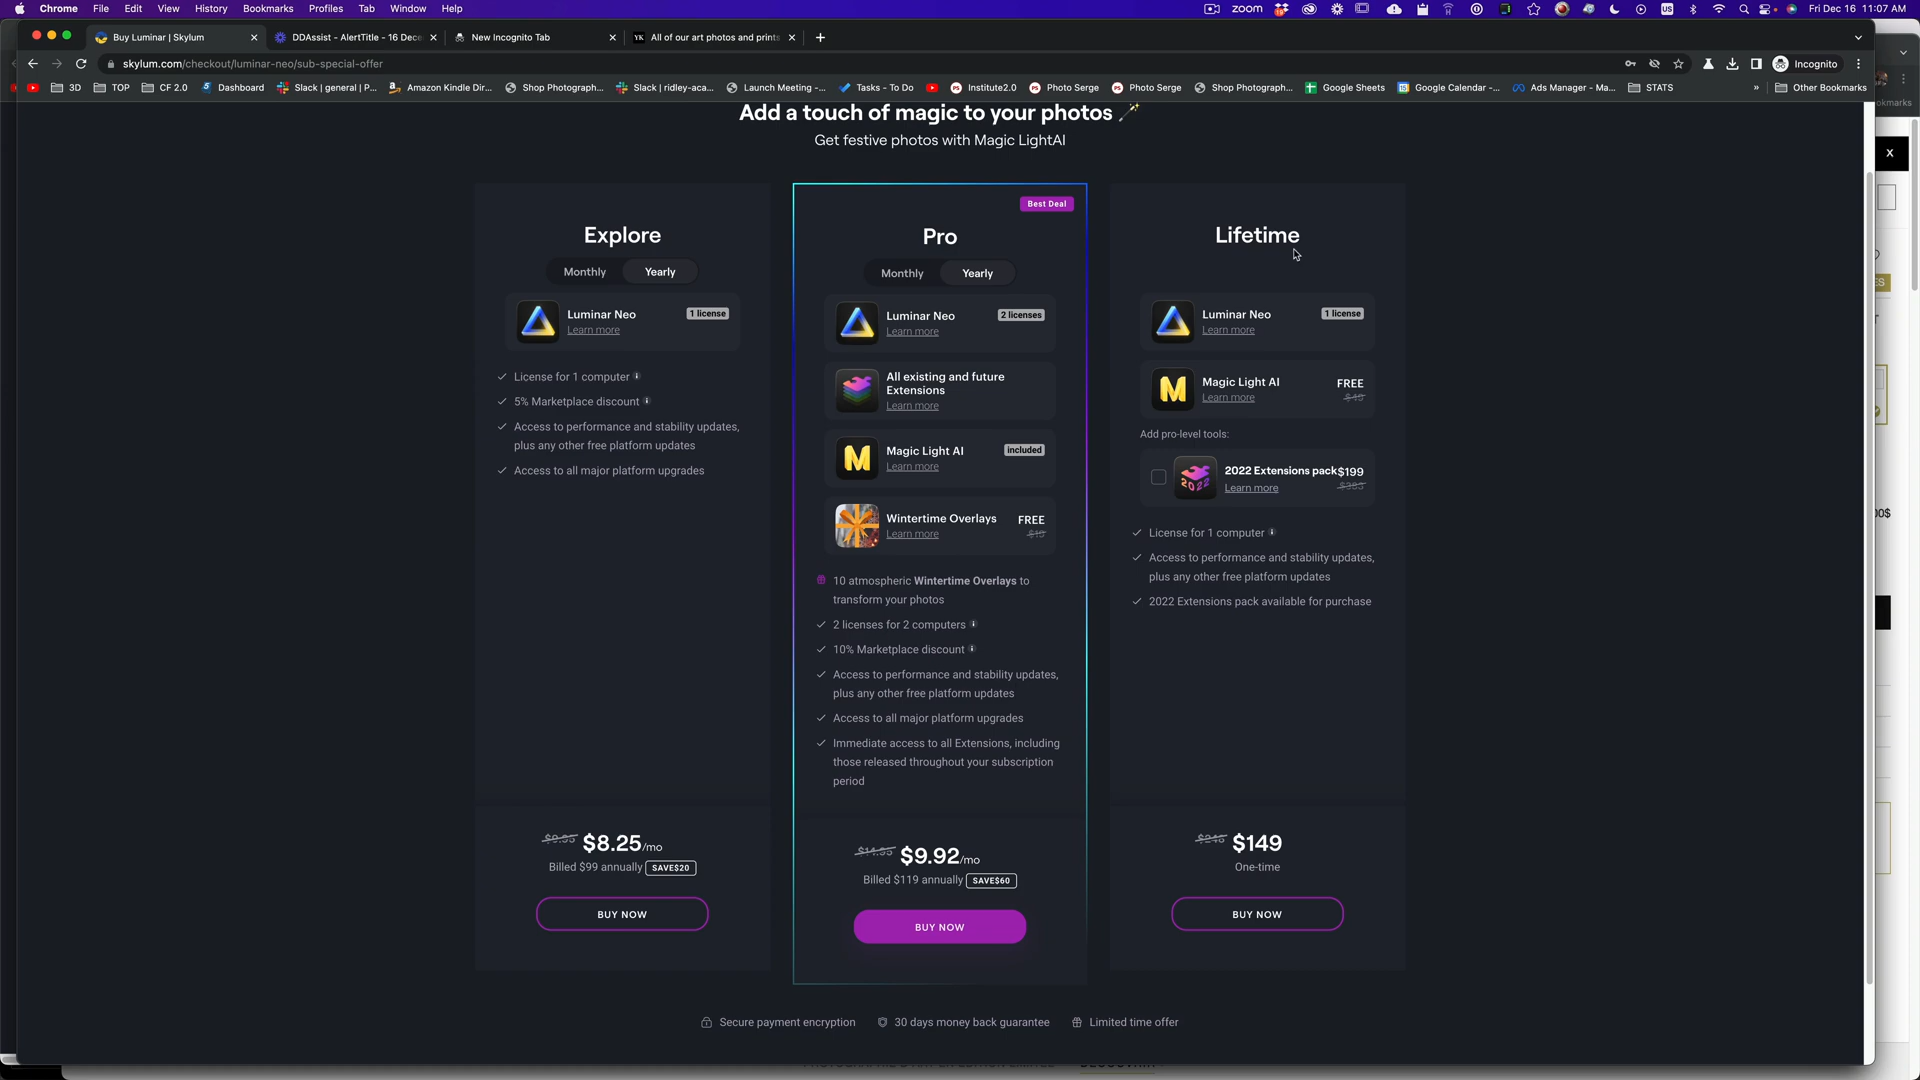 Chrome File Edit View History Bookmarks Profiles Tab Window Help
zoom
US
Fri Dec 16 11:07 AM
Buy Luminar | Skylum
DDAssist - AlertTitle - 16 Dece
New Incognito Tab
YK All of our art photos and prints
skylum.com/checkout/luminar-neo/sub-special-offer
Incognito
3D
TOP
CF 2.0
Dashboard
Slack | general | P...
Amazon Kindle Dir...
Shop Photograph...
Slack | ridley-aca...
Launch Meeting -...
Tasks - To Do
Institute2.0
Photo Serge
Photo Serge
Shop Photograph...
Google Sheets
Google Calendar -...
Ads Manager - Ma...
STATS
»
Other Bookmarks
Add a touch of magic to your photos
Get festive photos with Magic LightAI
Explore
Monthly Yearly
Luminar Neo 1 license
Learn more
License for 1 computer
5% Marketplace discount
Access to performance and stability updates,
plus any other free platform updates
Access to all major platform upgrades
$9.95 $8.25/mo
Billed $99 annually SAVE$20
BUY NOW
Best Deal
Pro
Monthly Yearly
Luminar Neo 2 licenses
Learn more
All existing and future
Extensions
Learn more
Magic Light AI included
Learn more
Wintertime Overlays FREE
Learn more $19
10 atmospheric Wintertime Overlays to
transform your photos
2 licenses for 2 computers
10% Marketplace discount
Access to performance and stability updates,
plus any other free platform updates
Access to all major platform upgrades
Immediate access to all Extensions, including
those released throughout your subscription
period
$14.95 $9.92/mo
Billed $119 annually SAVE$60
BUY NOW
Lifetime
Luminar Neo 1 license
Learn more
Magic Light AI FREE
Learn more $49
Add pro-level tools:
2022 Extensions pack $199
Learn more
License for 1 computer
Access to performance and stability updates,
plus any other free platform updates
2022 Extensions pack available for purchase
$149
One-time
BUY NOW
Secure payment encryption 30 days money back guarantee Limited time offer